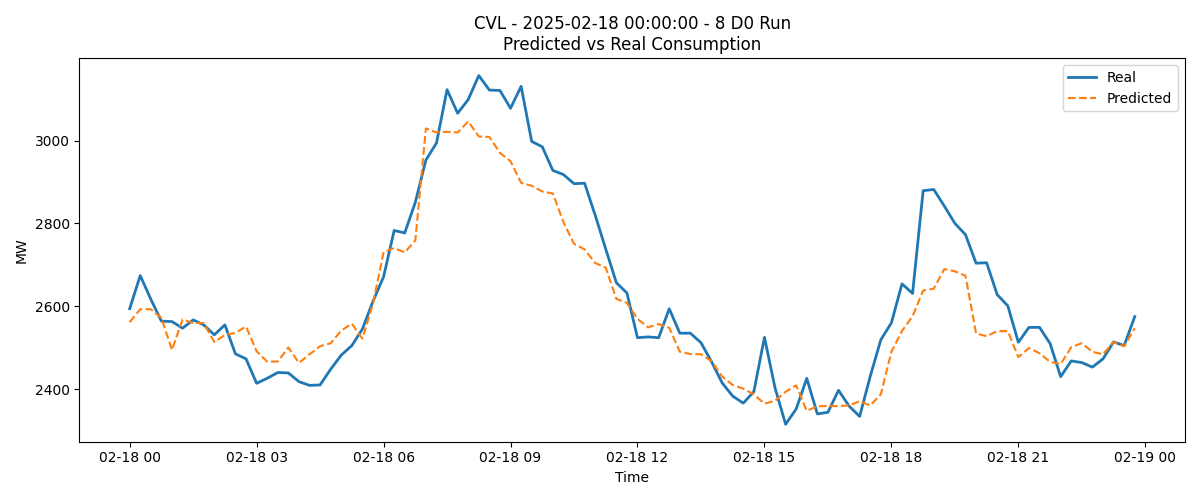 CVL - 2025-02-18 00:00:00 - 8 D0 Run
Predicted vs Real Consumption
Real
Predicted
MW
3000
2800
2600
2400
02-18 00
02-18 03
02-18 06
02-18 09
02-18 12
02-18 15
02-18 18
02-18 21
02-19 00
Time